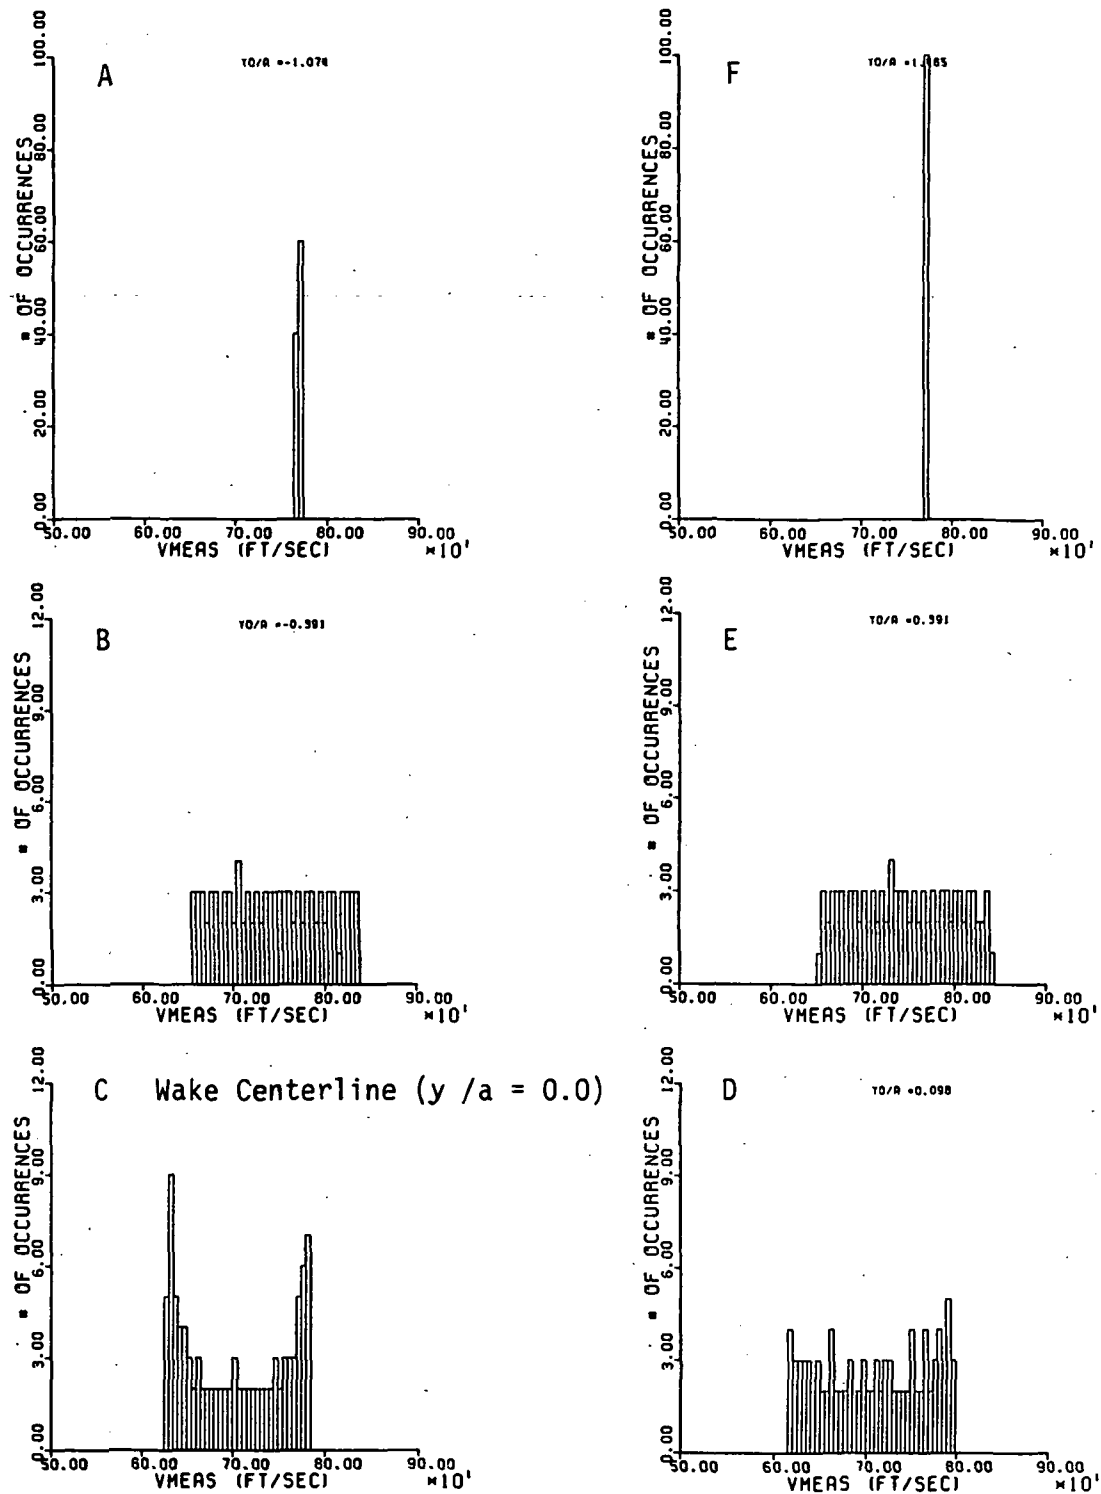 A
YO/A =-1.074
# OF OCCURRENCES
0.00 20.00 40.00 60.00 80.00 100.00
50.00 60.00 70.00 80.00 90.00
VMEAS (FT/SEC) ×10¹
F
YO/A =1.
65
# OF OCCURRENCES
0.00 20.00 40.00 60.00 80.00 100.00
50.00 60.00 70.00 80.00 90.00
VMEAS (FT/SEC) ×10¹
B
YO/A =-0.391
# OF OCCURRENCES
0.00 3.00 6.00 9.00 12.00
50.00 60.00 70.00 80.00 90.00
VMEAS (FT/SEC) ×10¹
E
YO/A =0.391
# OF OCCURRENCES
0.00 3.00 6.00 9.00 12.00
50.00 60.00 70.00 80.00 90.00
VMEAS (FT/SEC) ×10¹
C Wake Centerline (y /a = 0.0)
# OF OCCURRENCES
0.00 3.00 6.00 9.00 12.00
50.00 60.00 70.00 80.00 90.00
VMEAS (FT/SEC) ×10¹
D
YO/A =0.098
# OF OCCURRENCES
0.00 3.00 6.00 9.00 12.00
50.00 60.00 70.00 80.00 90.00
VMEAS (FT/SEC) ×10¹